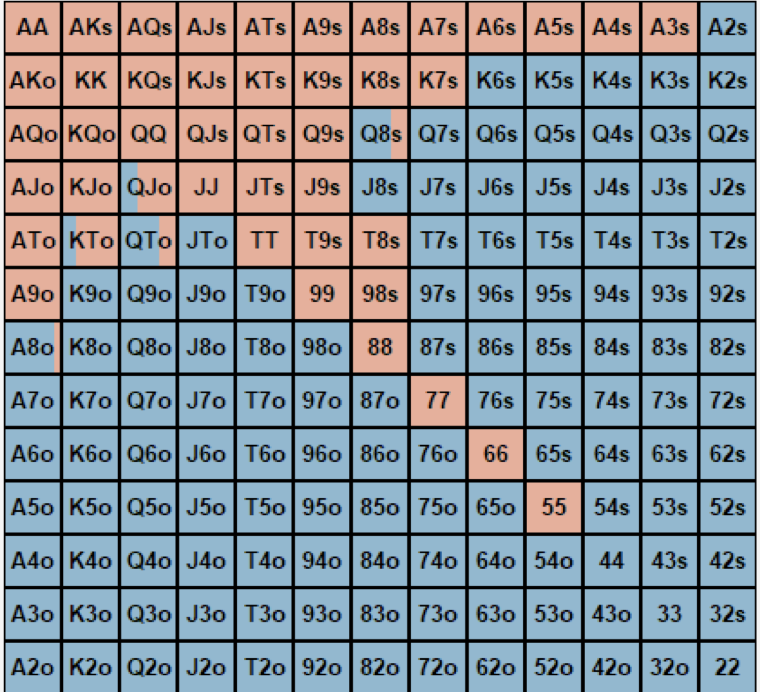 AA AKs AQs AJs ATs A9s A8s A7s A6s A5s A4s A3s A2s
AKo KK KQs KJs KTs K9s K8s K7s K6s K5s K4s K3s K2s
AQo KQo QQ QJs QTs Q9s Q8s Q7s Q6s Q5s Q4s Q3s Q2s
AJo KJo QJo JJ JTs J9s J8s J7s J6s J5s J4s J3s J2s
ATo KTo QTo JTo TT T9s T8s T7s T6s T5s T4s T3s T2s
A9o K9o Q9o J9o T9o 99 98s 97s 96s 95s 94s 93s 92s
A8o K8o Q8o J8o T8o 98o 88 87s 86s 85s 84s 83s 82s
A7o K7o Q7o J7o T7o 97o 87o 77 76s 75s 74s 73s 72s
A6o K6o Q6o J6o T6o 96o 86o 76o 66 65s 64s 63s 62s
A5o K5o Q5o J5o T5o 95o 85o 75o 65o 55 54s 53s 52s
A4o K4o Q4o J4o T4o 94o 84o 74o 64o 54o 44 43s 42s
A3o K3o Q3o J3o T3o 93o 83o 73o 63o 53o 43o 33 32s
A2o K2o Q2o J2o T2o 92o 82o 72o 62o 52o 42o 32o 22